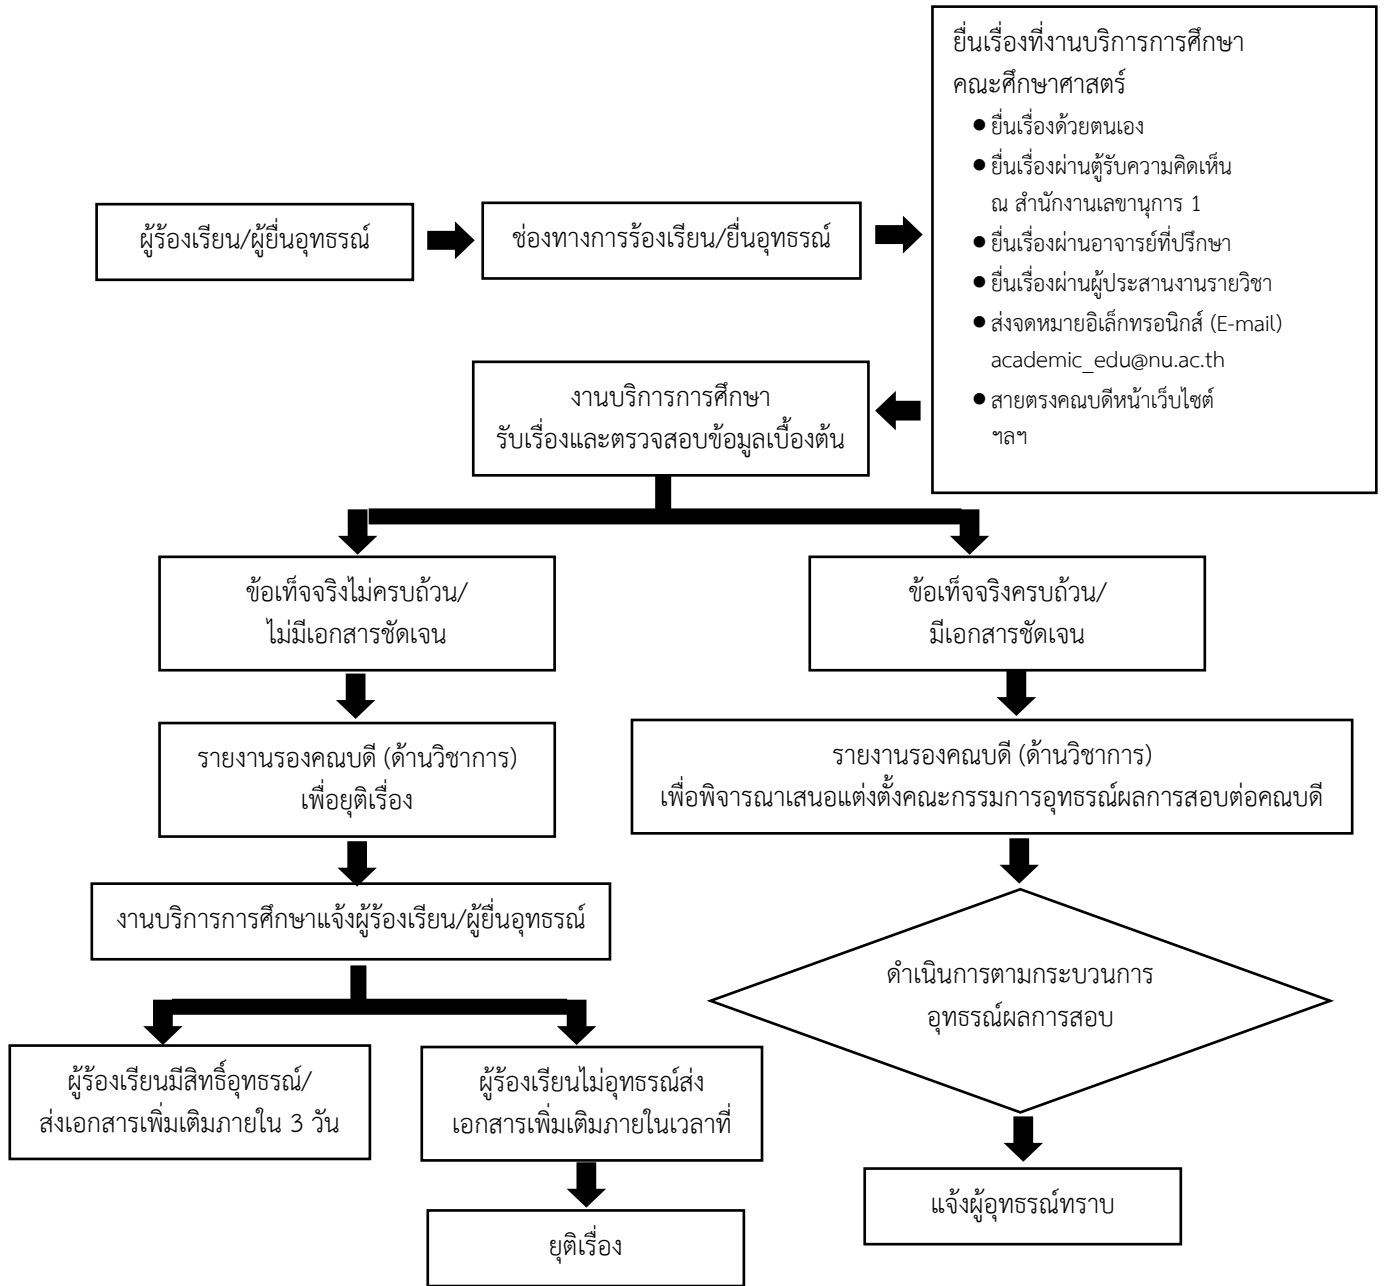 ยื่นเรื่องที่งานบริการการศึกษา
คณะศึกษาศาสตร์
● ยื่นเรื่องด้วยตนเอง
● ยื่นเรื่องผ่านตู้รับความคิดเห็น
ณ สำนักงานเลขานุการ 1
● ยื่นเรื่องผ่านอาจารย์ที่ปรึกษา
● ยื่นเรื่องผ่านผู้ประสานงานรายวิชา
● ส่งจดหมายอิเล็กทรอนิกส์ (E-mail)
academic_edu@nu.ac.th
● สายตรงคณบดีหน้าเว็บไซต์
ฯลฯ
ผู้ร้องเรียน/ผู้ยื่นอุทธรณ์
ช่องทางการร้องเรียน/ยื่นอุทธรณ์
งานบริการการศึกษา
รับเรื่องและตรวจสอบข้อมูลเบื้องต้น
ข้อเท็จจริงไม่ครบถ้วน/
ไม่มีเอกสารชัดเจน
ข้อเท็จจริงครบถ้วน/
มีเอกสารชัดเจน
รายงานรองคณบดี (ด้านวิชาการ)
เพื่อยุติเรื่อง
รายงานรองคณบดี (ด้านวิชาการ)
เพื่อพิจารณาเสนอแต่งตั้งคณะกรรมการอุทธรณ์ผลการสอบต่อคณบดี
งานบริการการศึกษาแจ้งผู้ร้องเรียน/ผู้ยื่นอุทธรณ์
ดำเนินการตามกระบวนการ
อุทธรณ์ผลการสอบ
ผู้ร้องเรียนมีสิทธิ์อุทธรณ์/
ส่งเอกสารเพิ่มเติมภายใน 3 วัน
ผู้ร้องเรียนไม่อุทธรณ์ส่ง
เอกสารเพิ่มเติมภายในเวลาที่
แจ้งผู้อุทธรณ์ทราบ
ยุติเรื่อง